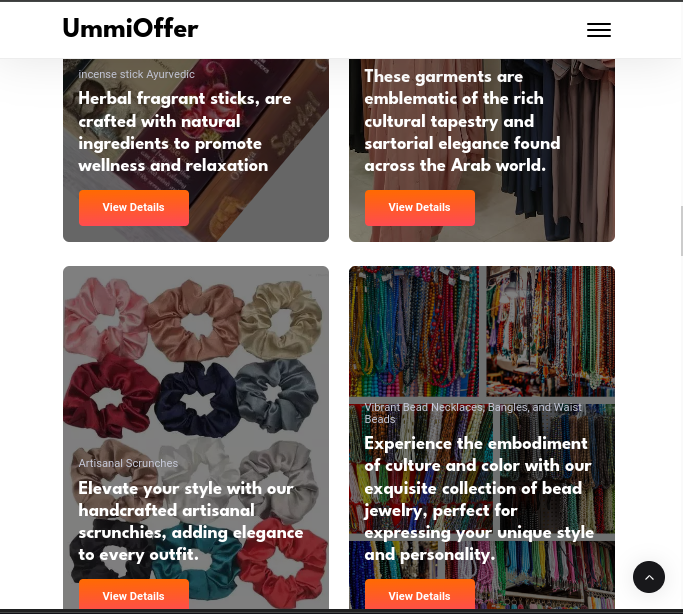 UmmiOffer
incense stick Ayurvedic
Herbal fragrant sticks, are
crafted with natural
ingredients to promote
wellness and relaxation
View Details
These garments are
emblematic of the rich
cultural tapestry and
sartorial elegance found
across the Arab world.
View Details
Artisanal Scrunches
Elevate your style with our
handcrafted artisanal
scrunchies, adding elegance
to every outfit.
View Details
Vibrant Bead Necklaces, Bangles, and Waist
Beads
Experience the embodiment
of culture and color with our
exquisite collection of bead
jewelry, perfect for
expressing your unique style
and personality.
View Details